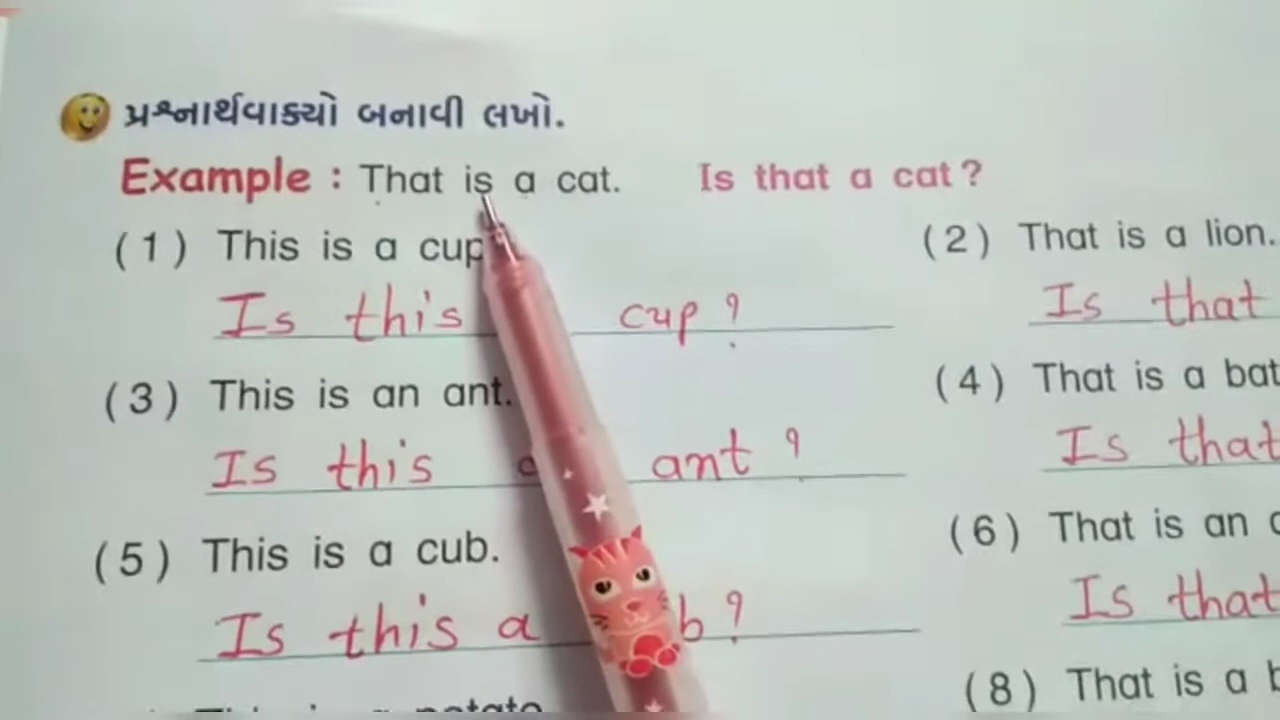 પ્રશ્નાર્થવાક્યો બનાવી લખો.
Example : That is a cat. Is that a cat ?
(1) This is a cup
Is this cup ?
(2) That is a lion.
Is that
(3) This is an ant.
Is this ant ?
(4) That is a bat
Is that
(5) This is a cub.
Is this a b ?
(6) That is an
Is that
(8) That is a b